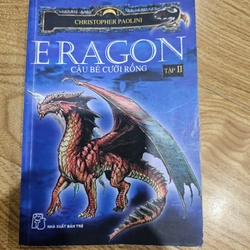 CHRISTOPHER PAOLINI
ERAGON
CẬU BÉ CƯỠI RỒNG
TẬP II
NHÀ XUẤT BẢN TRẺ